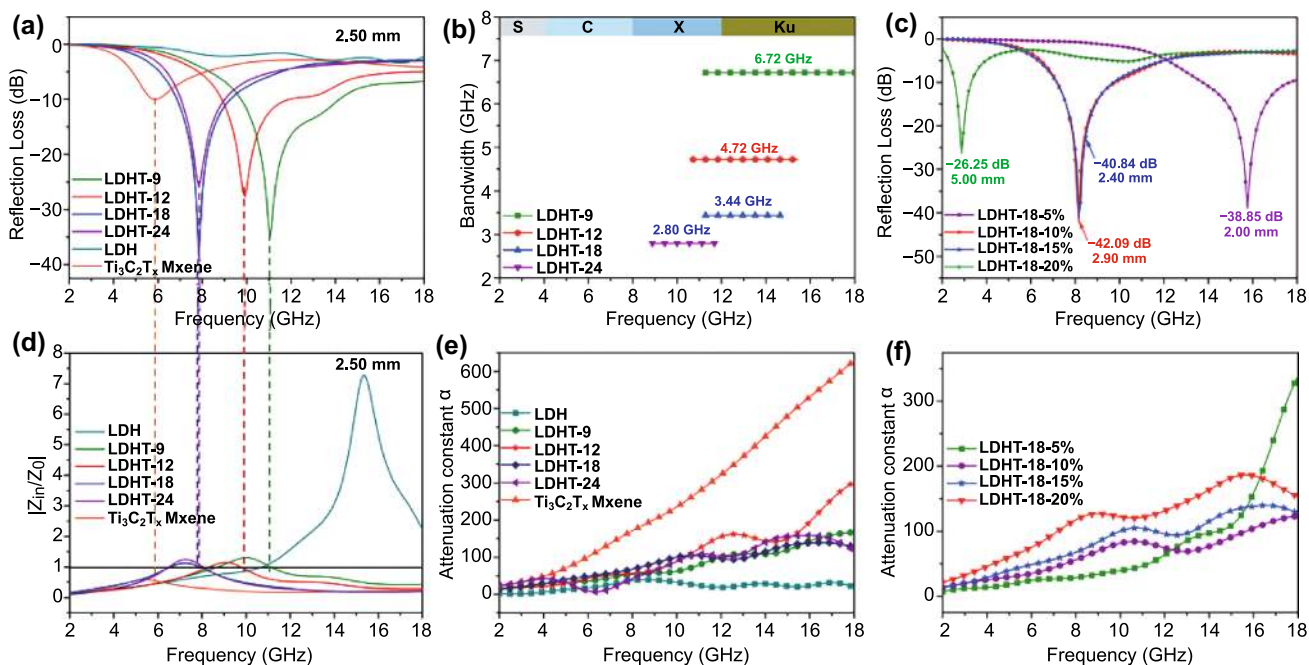 (a)
2.50 mm
0
−10
−20
−30
−40
Reflection Loss (dB)
LDHT-9
LDHT-12
LDHT-18
LDHT-24
LDH
Ti₃C₂Tₓ Mxene
2 4 6 8 10 12 14 16 18
Frequency (GHz)
(b)
S C X Ku
8
7
6
5
4
3
2
Bandwidth (GHz)
6.72 GHz
4.72 GHz
3.44 GHz
2.80 GHz
LDHT-9
LDHT-12
LDHT-18
LDHT-24
2 4 6 8 10 12 14 16 18
Frequency (GHz)
(c)
0
−10
−20
−30
−40
−50
Reflection Loss (dB)
−26.25 dB
5.00 mm
−40.84 dB
2.40 mm
−38.85 dB
2.00 mm
−42.09 dB
2.90 mm
LDHT-18-5%
LDHT-18-10%
LDHT-18-15%
LDHT-18-20%
2 4 6 8 10 12 14 16 18
Frequency (GHz)
(d)
2.50 mm
8
7
6
5
4
3
2
1
0
|Zin/Z0|
LDH
LDHT-9
LDHT-12
LDHT-18
LDHT-24
Ti₃C₂Tₓ Mxene
2 4 6 8 10 12 14 16 18
Frequency (GHz)
(e)
600
500
400
300
200
100
0
Attenuation constant α
LDH
LDHT-9
LDHT-12
LDHT-18
LDHT-24
Ti₃C₂Tₓ Mxene
2 4 6 8 10 12 14 16 18
Frequency (GHz)
(f)
300
200
100
0
Attenuation constant α
LDHT-18-5%
LDHT-18-10%
LDHT-18-15%
LDHT-18-20%
2 4 6 8 10 12 14 16 18
Frequency (GHz)